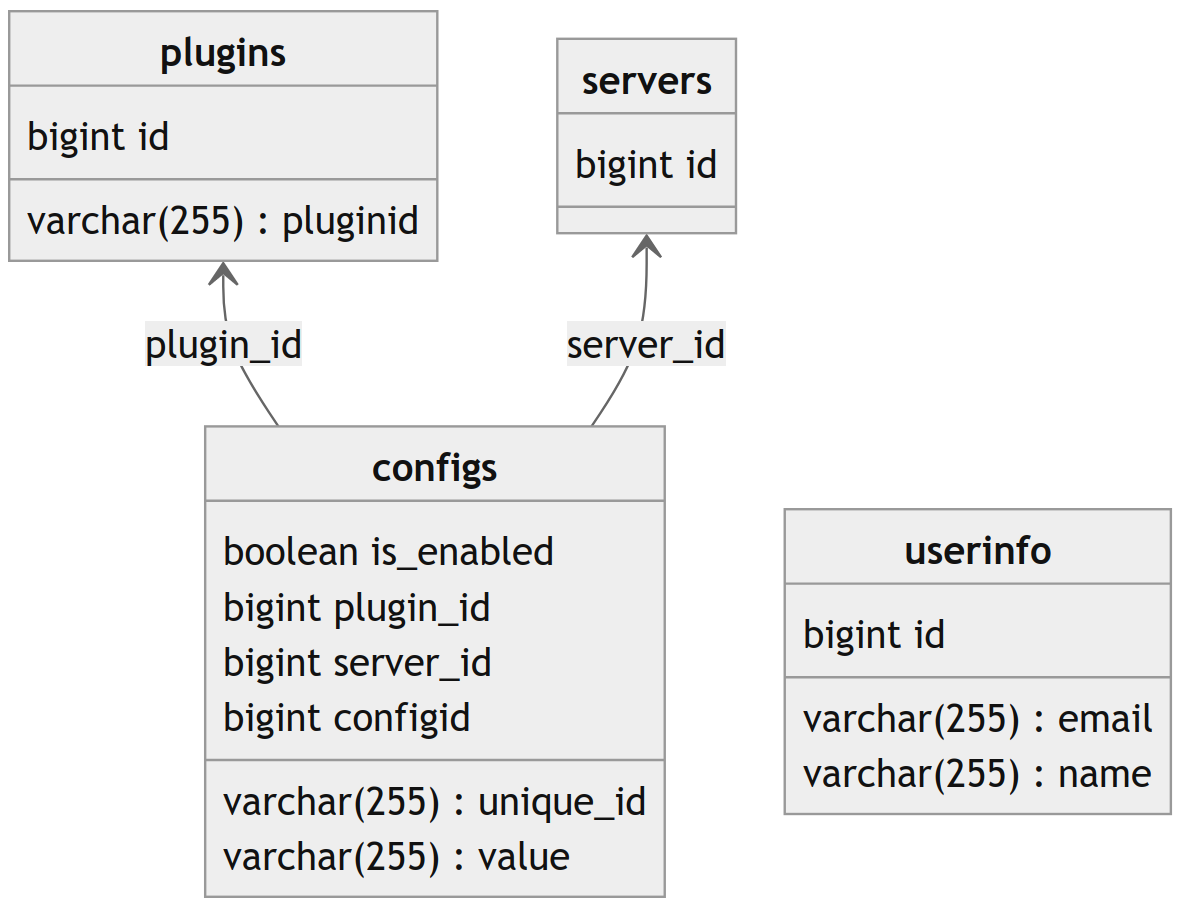 plugins
bigint id
varchar(255) : pluginid
servers
bigint id
plugin_id
server_id
configs
boolean is_enabled
bigint plugin_id
bigint server_id
bigint configid
varchar(255) : unique_id
varchar(255) : value
userinfo
bigint id
varchar(255) : email
varchar(255) : name